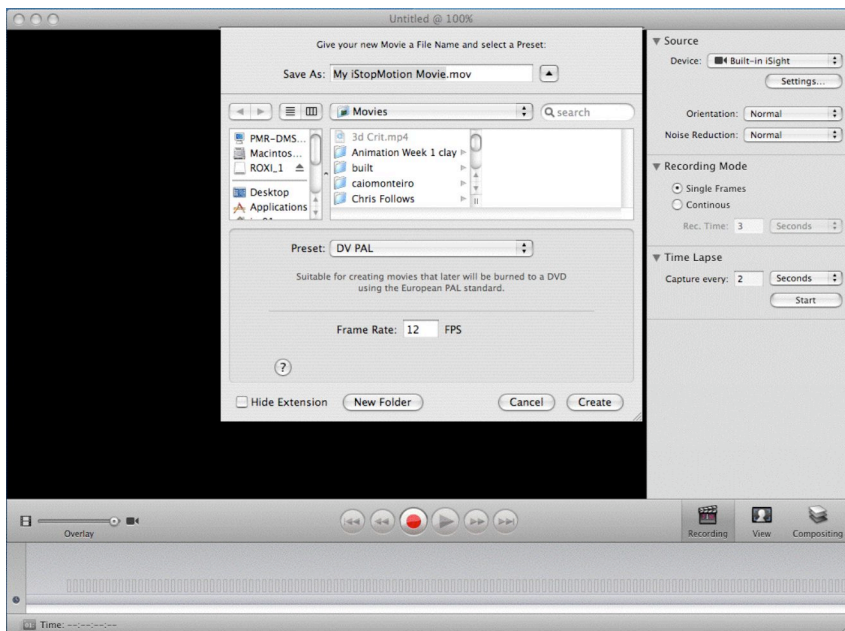 Untitled @ 100%
Give your new Movie a File Name and select a Preset:
Save As: My iStopMotion Movie.mov
Movies
search
PMR-DMS...
Macintos...
ROXI_1
Desktop
Applications
3d Crit.mp4
Animation Week 1 clay
built
caiomonteiro
Chris Follows
Preset: DV PAL
Suitable for creating movies that later will be burned to a DVD
using the European PAL standard.
Frame Rate: 12 FPS
?
Hide Extension
New Folder
Cancel
Create
Source
Device: Built-in iSight
Settings...
Orientation: Normal
Noise Reduction: Normal
Recording Mode
Single Frames
Continous
Rec. Time: 3 Seconds
Time Lapse
Capture every: 2 Seconds
Start
Overlay
Recording
View
Compositing
Time: --:--:--:--